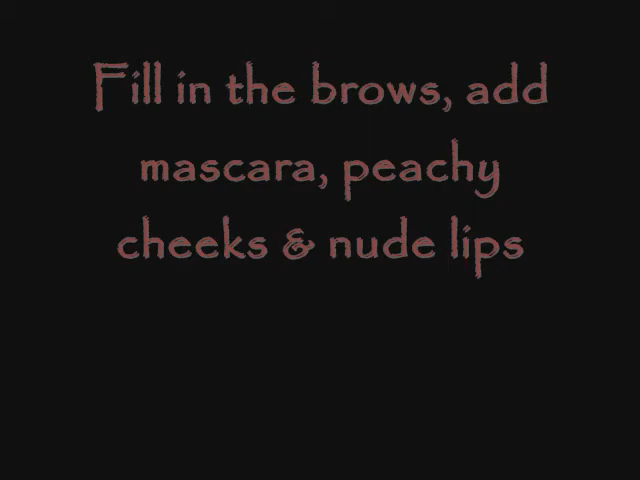 Fill in the brows, add
mascara, peachy
cheeks & nude lips